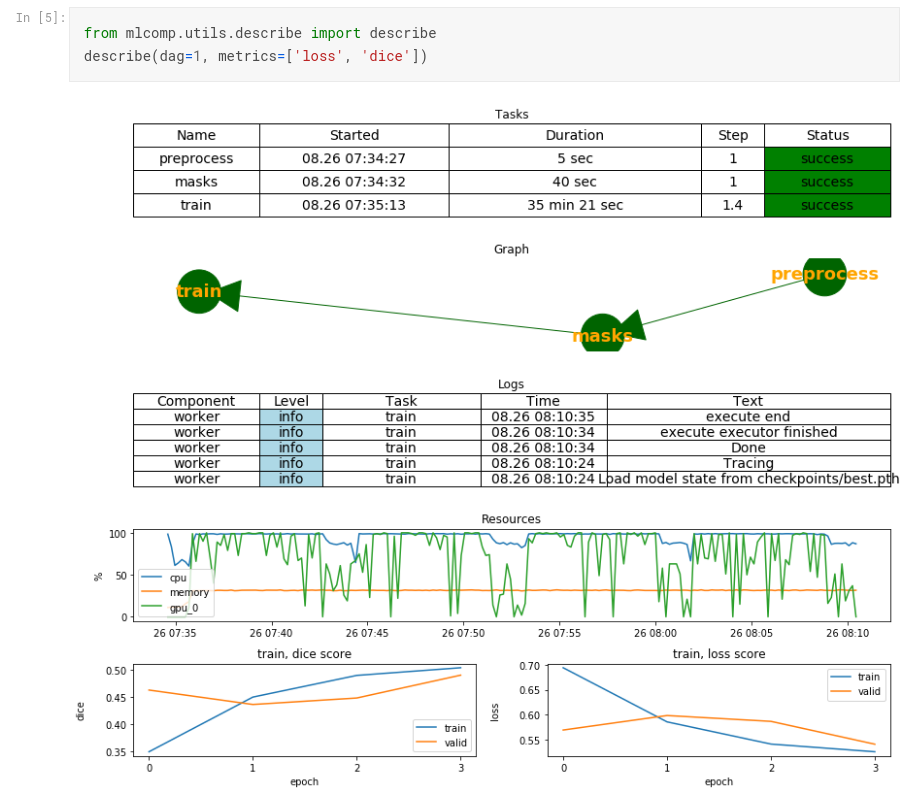 In [5]:
from mlcomp.utils.describe import describe
describe(dag=1, metrics=['loss', 'dice'])
Tasks
Name Started Duration Step Status
preprocess 08.26 07:34:27 5 sec 1 success
masks 08.26 07:34:32 40 sec 1 success
train 08.26 07:35:13 35 min 21 sec 1.4 success
Graph
preprocess
train
masks
Logs
Component Level Task Time Text
worker info train 08.26 08:10:35 execute end
worker info train 08.26 08:10:34 execute executor finished
worker info train 08.26 08:10:34 Done
worker info train 08.26 08:10:24 Tracing
worker info train 08.26 08:10:24 Load model state from checkpoints/best.pth
Resources
%
100
50
0
cpu
memory
gpu_0
26 07:35 26 07:40 26 07:45 26 07:50 26 07:55 26 08:00 26 08:05 26 08:10
train, dice score
dice
0.50
0.45
0.40
0.35
train
valid
0 1 2 3
epoch
train, loss score
loss
0.70
0.65
0.60
0.55
train
valid
0 1 2 3
epoch